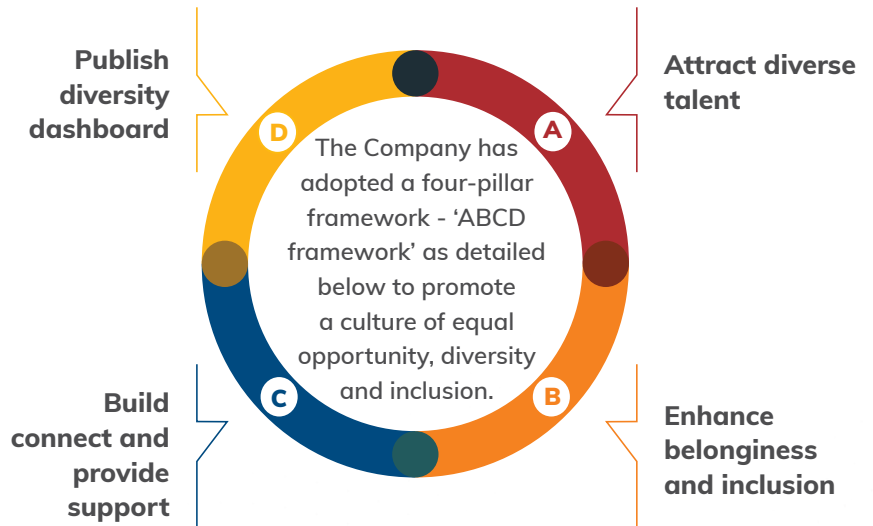 Publish
diversity
dashboard
Attract diverse
talent
D
A
The Company has
adopted a four-pillar
framework - ‘ABCD
framework’ as detailed
below to promote
a culture of equal
opportunity, diversity
and inclusion.
C
B
Build
connect and
provide
support
Enhance
belonginess
and inclusion